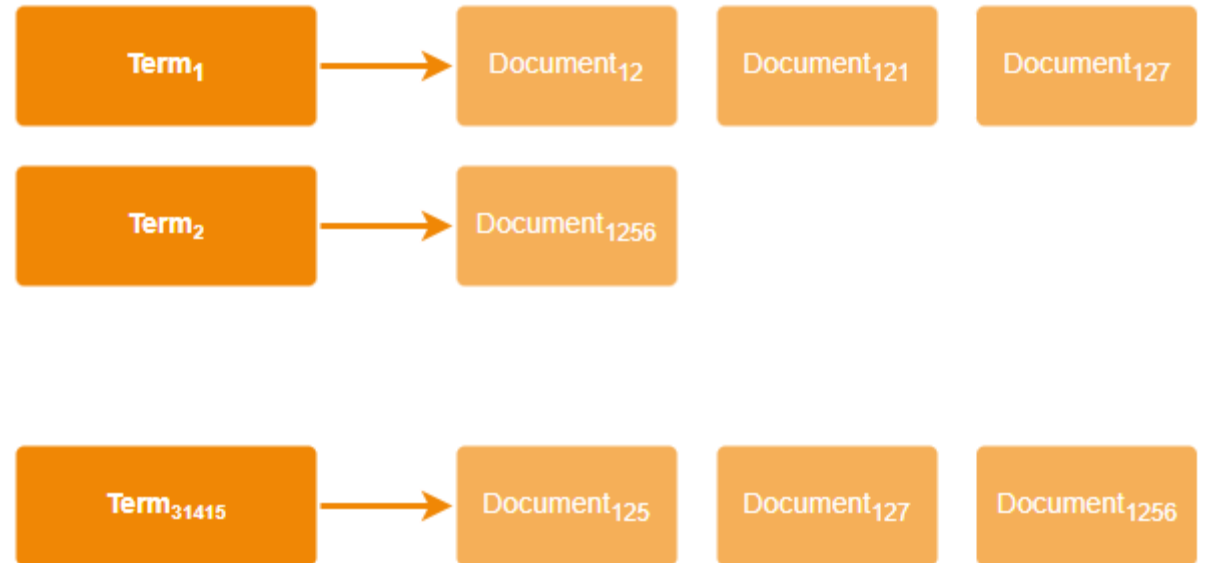 Term₁ Document₁₂ Document₁₂₁ Document₁₂₇
Term₂ Document₁₂₅₆
Term₃₁₄₁₅ Document₁₂₅ Document₁₂₇ Document₁₂₅₆